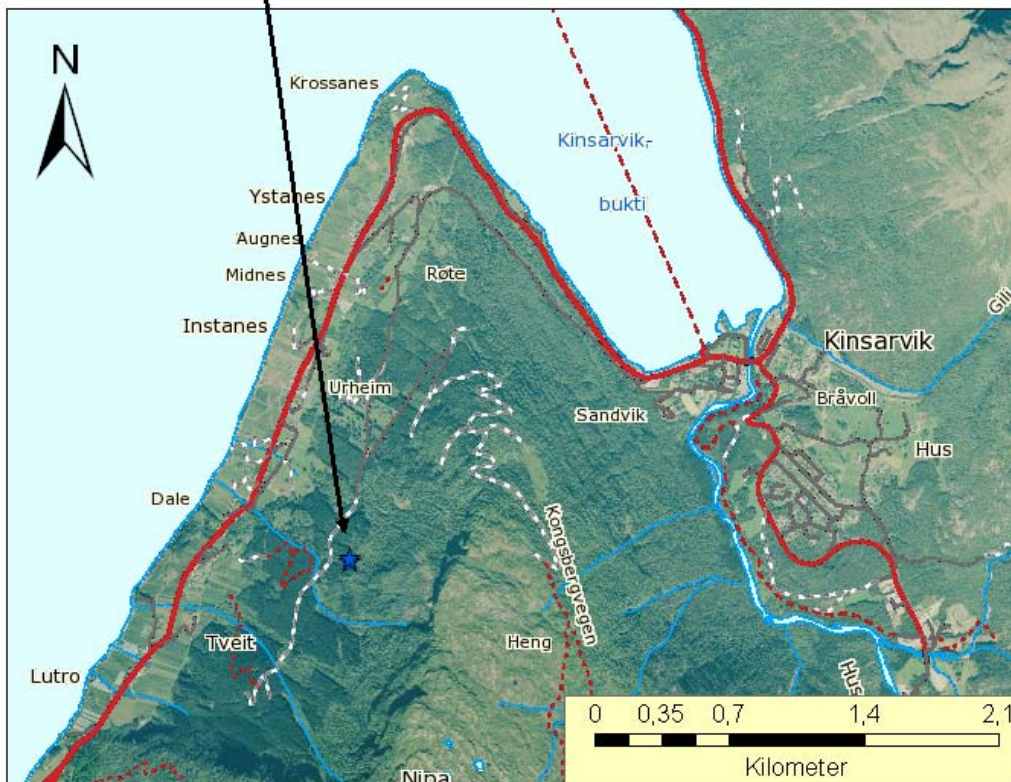 N
Krossanes
Kinsarvik-
bukti
Ystanes
Augnes
Midnes
Røte
Instanes
Kinsarvik
Urheim
Bråvoll
Sandvik
Hus
Dale
Kongsbergvegen
Tveit
Heng
Lutro
Hus
Nipa
0 0,35 0,7 1,4 2,1
Kilometer